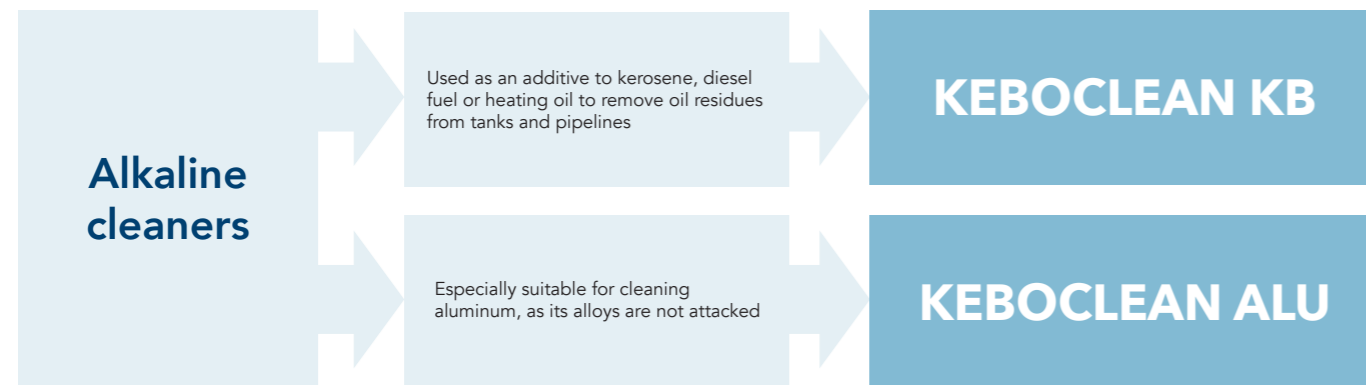 Alkaline
cleaners
Used as an additive to kerosene, diesel
fuel or heating oil to remove oil residues
from tanks and pipelines
KEBOCLEAN KB
Especially suitable for cleaning
aluminum, as its alloys are not attacked
KEBOCLEAN ALU